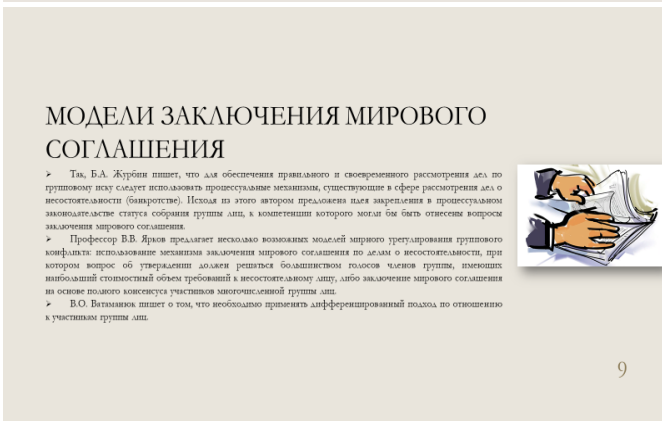 МОДЕЛИ ЗАКЛЮЧЕНИЯ МИРОВОГО
СОГЛАШЕНИЯ
➢ Так, Б.А. Журбин пишет, что для обеспечения правильного и своевременного рассмотрения дел по
групповому иску следует использовать процессуальные механизмы, существующие в сфере рассмотрения дел о
несостоятельности (банкротстве). Исходя из этого автором предложена идея закрепления в процессуальном
законодательстве статуса собрания группы лиц, к компетенции которого могли бы быть отнесены вопросы
заключения мирового соглашения.
➢ Профессор В.В. Ярков предлагает несколько возможных моделей мирного урегулирования группового
конфликта: использование механизма заключения мирового соглашения по делам о несостоятельности, при
котором вопрос об утверждении должен решаться большинством голосов членов группы, имеющих
наибольший стоимостный объем требований к несостоятельному лицу, либо заключение мирового соглашения
на основе полного консенсуса участников многочисленной группы лиц.
➢ В.О. Ватаманюк пишет о том, что необходимо применять дифференцированный подход по отношению
к участникам группы лиц.
9